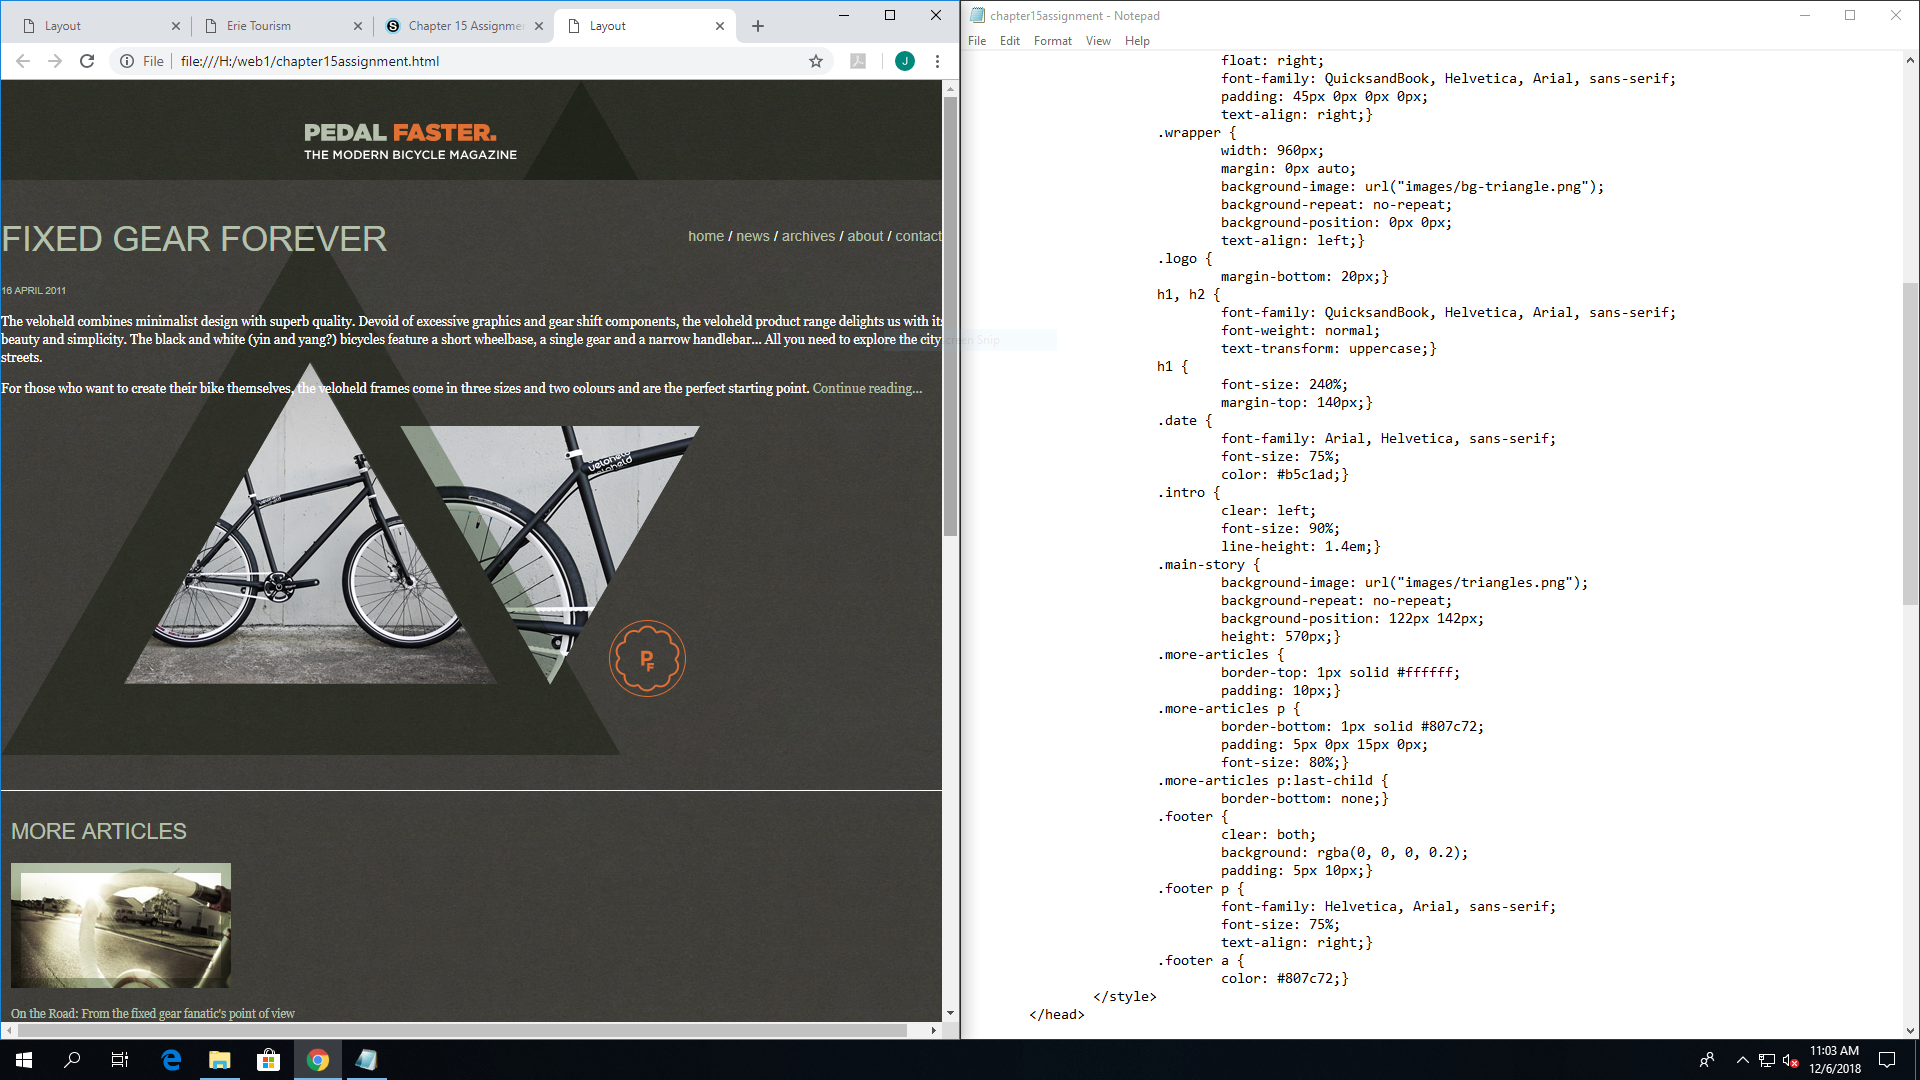 Layout
Erie Tourism
Chapter 15 Assignmen
Layout
File
file:///H:/web1/chapter15assignment.html
J
PEDAL FASTER.
THE MODERN BICYCLE MAGAZINE
FIXED GEAR FOREVER
home / news / archives / about / contact
16 APRIL 2011
The veloheld combines minimalist design with superb quality. Devoid of excessive graphics and gear shift components, the veloheld product range delights us with its
beauty and simplicity. The black and white (yin and yang?) bicycles feature a short wheelbase, a single gear and a narrow handlebar... All you need to explore the city
streets.
For those who want to create their bike themselves, the veloheld frames come in three sizes and two colours and are the perfect starting point. Continue reading...
veloheld
veloheld
PF
MORE ARTICLES
On the Road: From the fixed gear fanatic's point of view
chapter15assignment - Notepad
File Edit Format View Help
float: right;
font-family: QuicksandBook, Helvetica, Arial, sans-serif;
padding: 45px 0px 0px 0px;
text-align: right;}
.wrapper {
width: 960px;
margin: 0px auto;
background-image: url("images/bg-triangle.png");
background-repeat: no-repeat;
background-position: 0px 0px;
text-align: left;}
.logo {
margin-bottom: 20px;}
h1, h2 {
font-family: QuicksandBook, Helvetica, Arial, sans-serif;
font-weight: normal;
text-transform: uppercase;}
h1 {
font-size: 240%;
margin-top: 140px;}
.date {
font-family: Arial, Helvetica, sans-serif;
font-size: 75%;
color: #b5c1ad;}
.intro {
clear: left;
font-size: 90%;
line-height: 1.4em;}
.main-story {
background-image: url("images/triangles.png");
background-repeat: no-repeat;
background-position: 122px 142px;
height: 570px;}
.more-articles {
border-top: 1px solid #ffffff;
padding: 10px;}
.more-articles p {
border-bottom: 1px solid #807c72;
padding: 5px 0px 15px 0px;
font-size: 80%;}
.more-articles p:last-child {
border-bottom: none;}
.footer {
clear: both;
background: rgba(0, 0, 0, 0.2);
padding: 5px 10px;}
.footer p {
font-family: Helvetica, Arial, sans-serif;
font-size: 75%;
text-align: right;}
.footer a {
color: #807c72;}
</style>
</head>
11:03 AM
12/6/2018